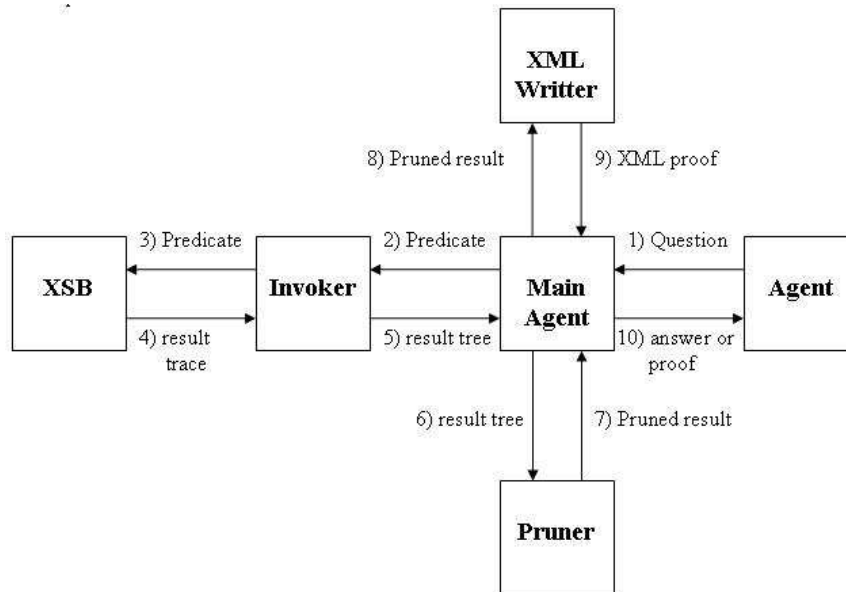 XML
Writter
8) Pruned result
9) XML proof
3) Predicate
2) Predicate
1) Question
XSB
Invoker
Main
Agent
Agent
4) result
trace
5) result tree
10) answer or
proof
6) result tree
7) Pruned result
Pruner